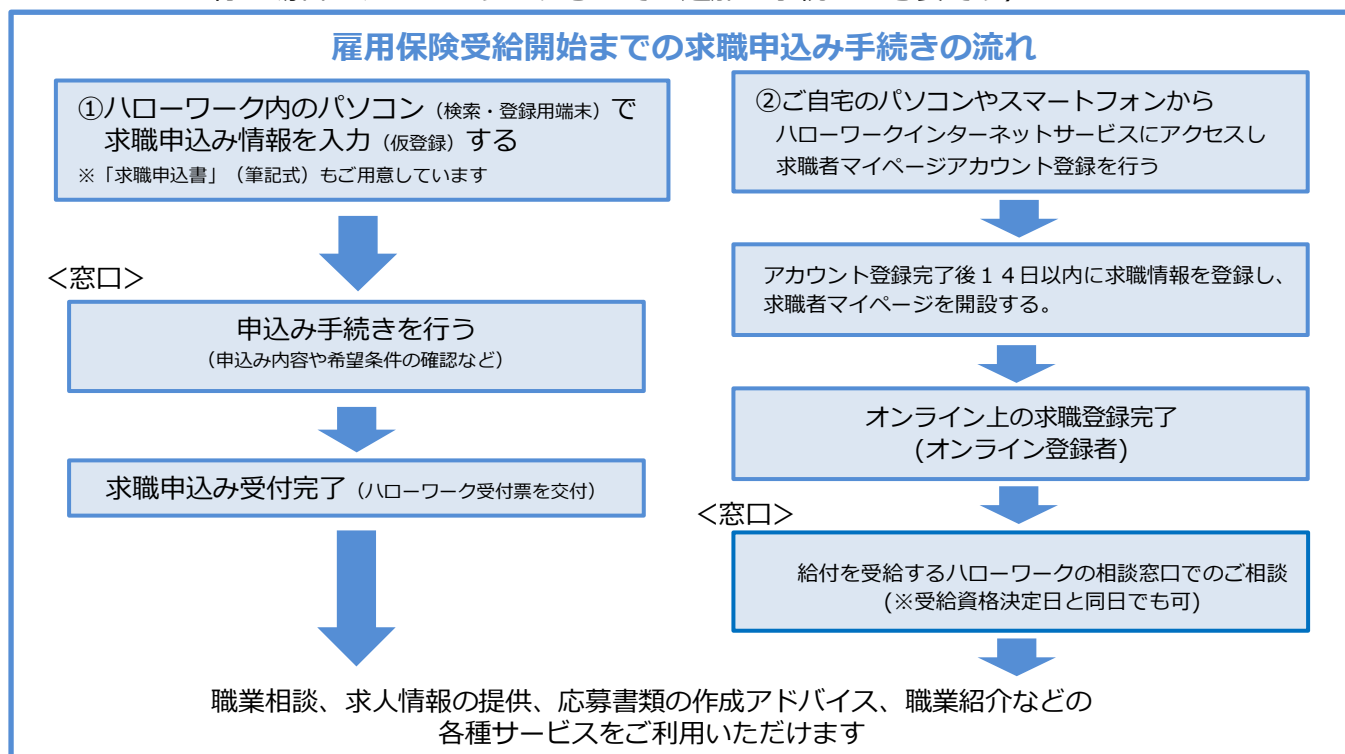 雇用保険受給開始までの求職申込み手続きの流れ
①ハローワーク内のパソコン（検索・登録用端末）で
求職申込み情報を入力（仮登録）する
※「求職申込書」（筆記式）もご用意しています
＜窓口＞
申込み手続きを行う
（申込み内容や希望条件の確認など）
求職申込み受付完了（ハローワーク受付票を交付）
②ご自宅のパソコンやスマートフォンから
ハローワークインターネットサービスにアクセスし
求職者マイページアカウント登録を行う
アカウント登録完了後１４日以内に求職情報を登録し、
求職者マイページを開設する。
オンライン上の求職登録完了
(オンライン登録者)
＜窓口＞
給付を受給するハローワークの相談窓口でのご相談
(※受給資格決定日と同日でも可)
職業相談、求人情報の提供、応募書類の作成アドバイス、職業紹介などの
各種サービスをご利用いただけます